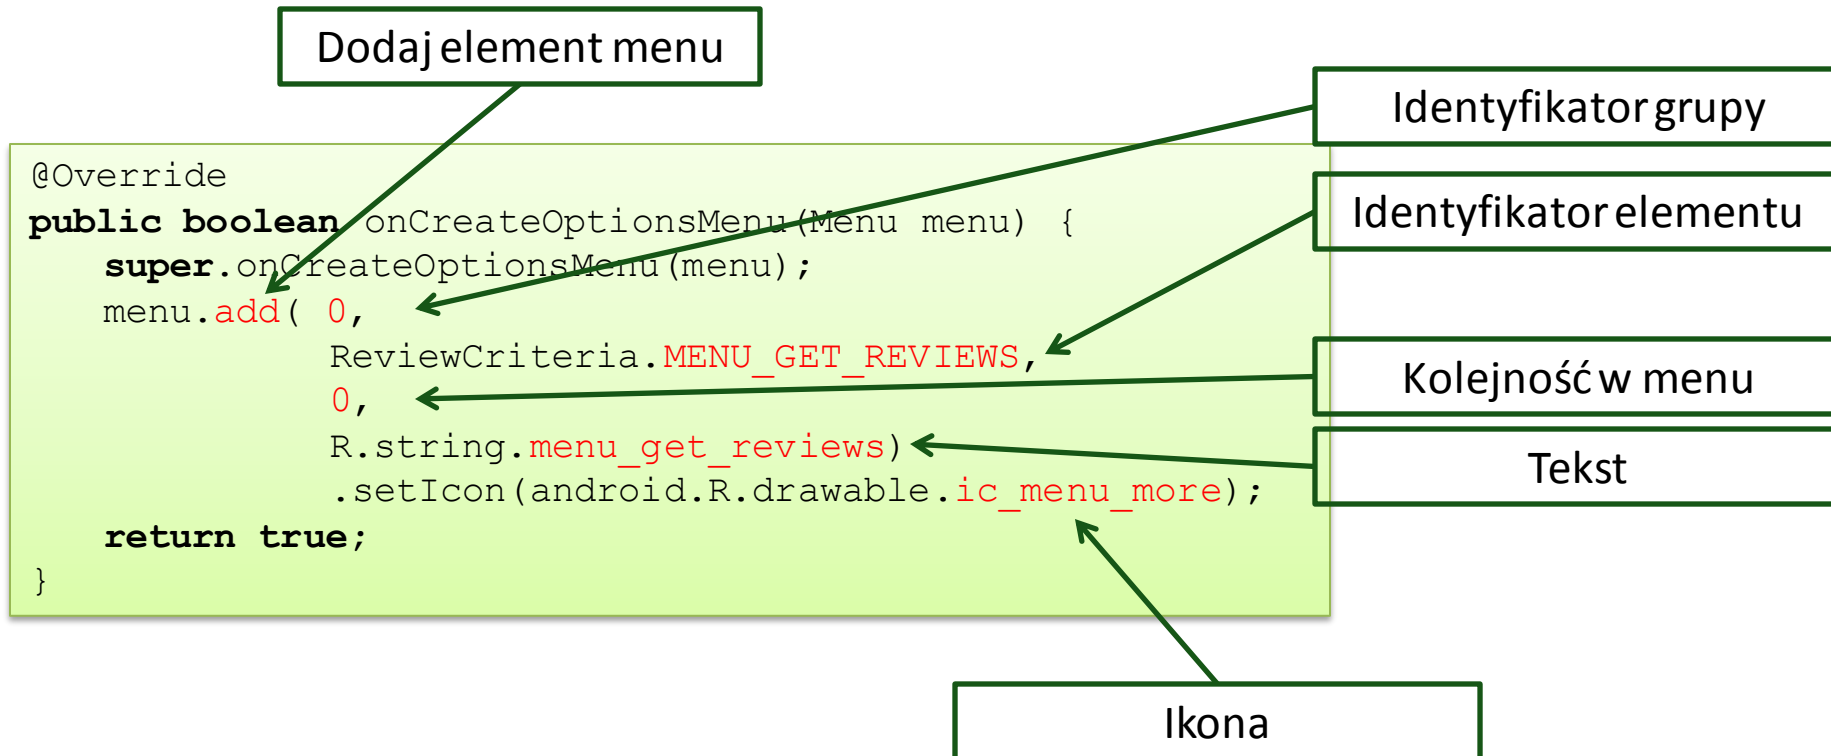 Dodaj element menu
Identyfikator grupy
Identyfikator elementu
Kolejność w menu
Tekst
Ikona
@Override
public boolean onCreateOptionsMenu(Menu menu) {
super.onCreateOptionsMenu(menu);
menu.add( 0,
ReviewCriteria.MENU_GET_REVIEWS,
0,
R.string.menu_get_reviews)
.setIcon(android.R.drawable.ic_menu_more);
return true;
}